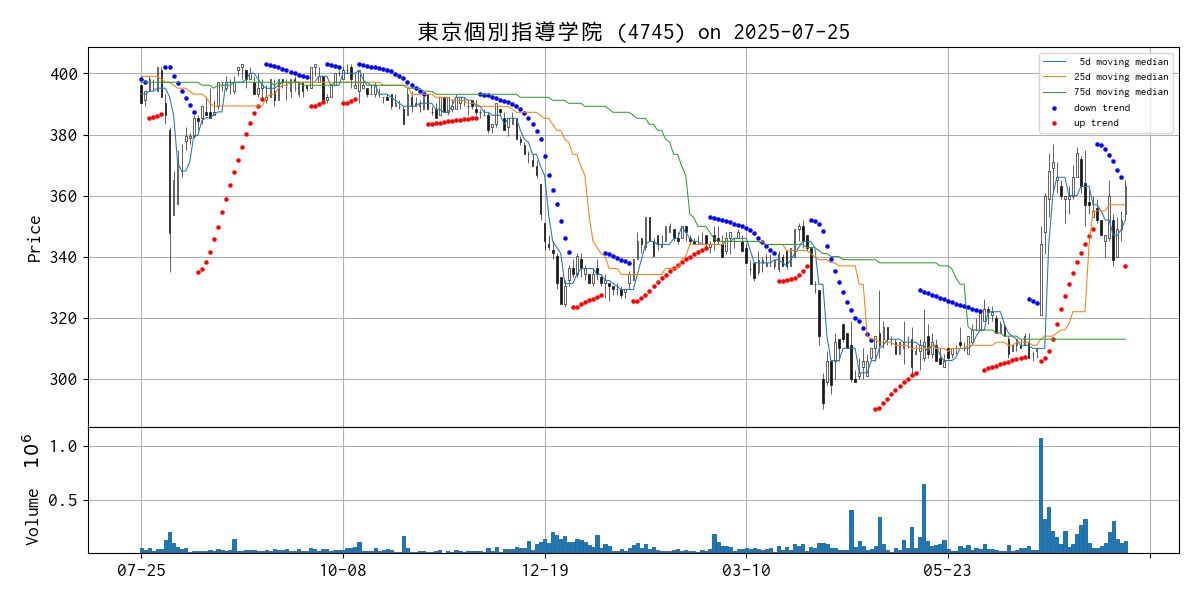 東京個別指導学院 (4745) on 2025-07-25
5d moving median
25d moving median
75d moving median
down trend
up trend
Price
400
380
360
340
320
300
Volume 10^6
1.0
0.5
07-25
10-08
12-19
03-10
05-23